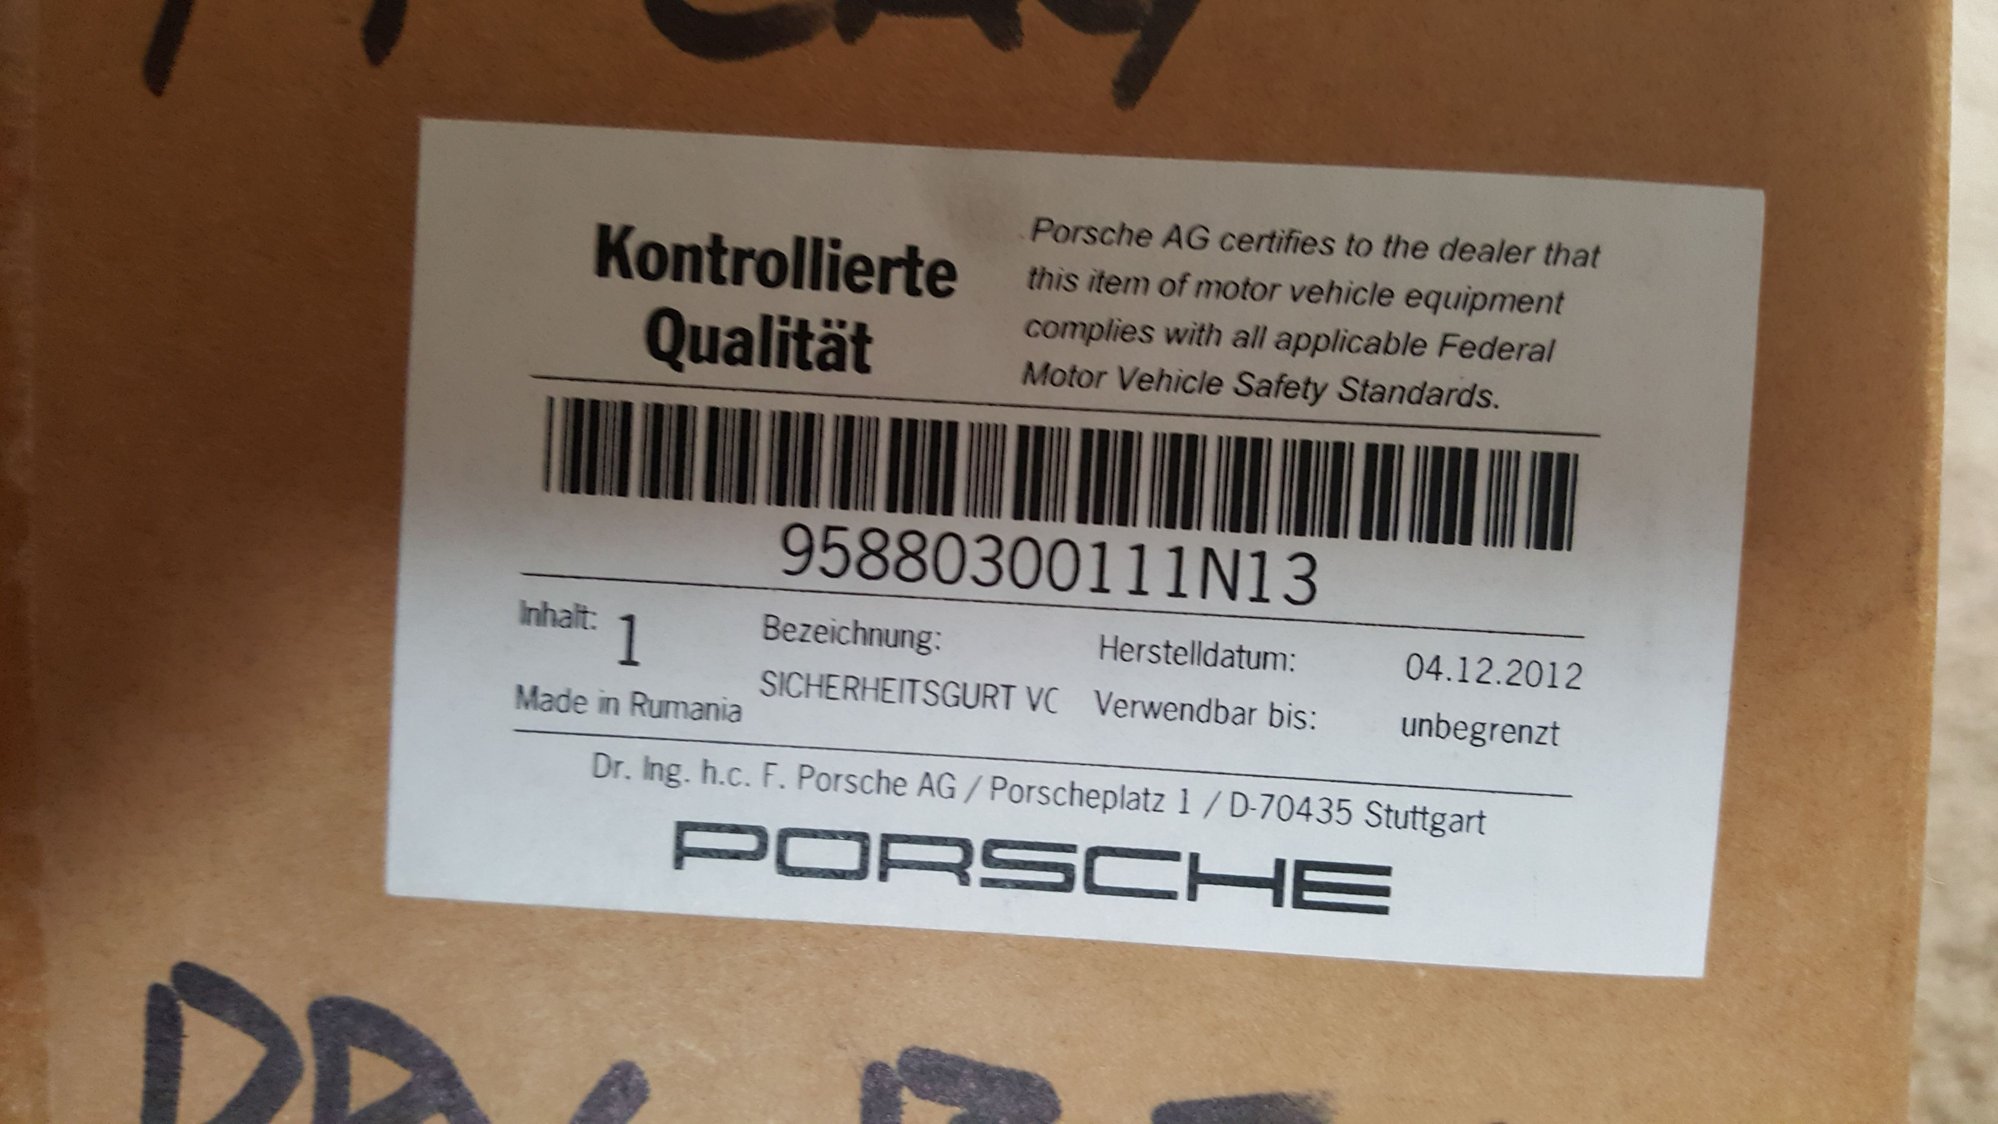 Kontrollierte
Qualität
Porsche AG certifies to the dealer that
this item of motor vehicle equipment
complies with all applicable Federal
Motor Vehicle Safety Standards.
95880300111N13
Inhalt: 1
Made in Rumania
Bezeichnung:
SICHERHEITSGURT VO
Herstelldatum: 04.12.2012
Verwendbar bis: unbegrenzt
Dr. Ing. h.c. F. Porsche AG / Porscheplatz 1 / D-70435 Stuttgart
PORSCHE